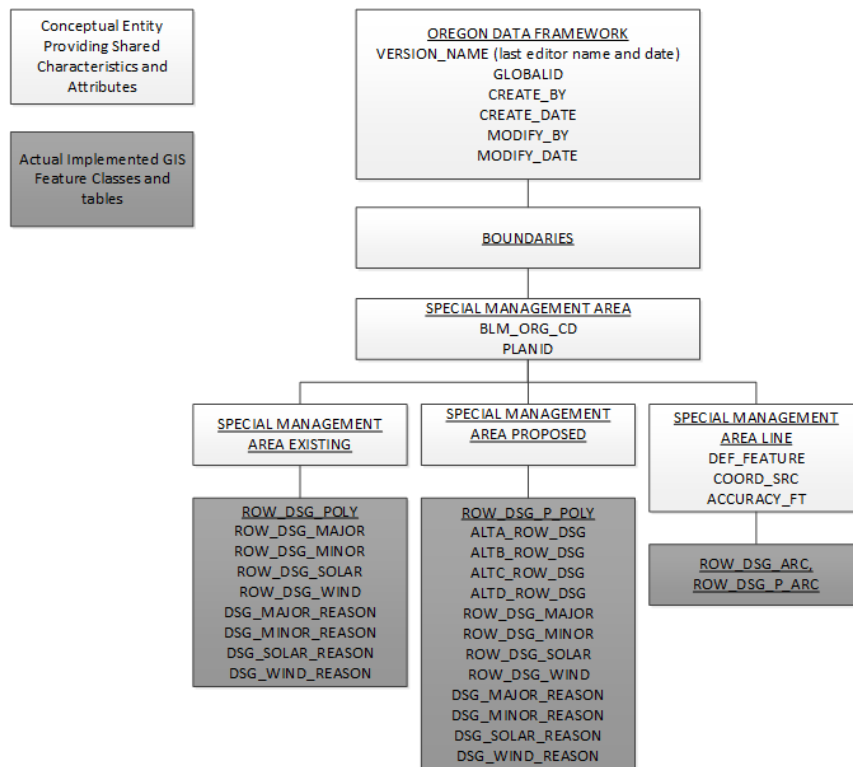 Conceptual Entity
Providing Shared
Characteristics and
Attributes
Actual Implemented GIS
Feature Classes and
tables
OREGON DATA FRAMEWORK
VERSION_NAME (last editor name and date)
GLOBALID
CREATE_BY
CREATE_DATE
MODIFY_BY
MODIFY_DATE
BOUNDARIES
SPECIAL MANAGEMENT AREA
BLM_ORG_CD
PLANID
SPECIAL MANAGEMENT
AREA EXISTING
SPECIAL MANAGEMENT
AREA PROPOSED
SPECIAL MANAGEMENT
AREA LINE
DEF_FEATURE
COORD_SRC
ACCURACY_FT
ROW_DSG_POLY
ROW_DSG_MAJOR
ROW_DSG_MINOR
ROW_DSG_SOLAR
ROW_DSG_WIND
DSG_MAJOR_REASON
DSG_MINOR_REASON
DSG_SOLAR_REASON
DSG_WIND_REASON
ROW_DSG_P_POLY
ALTA_ROW_DSG
ALTB_ROW_DSG
ALTC_ROW_DSG
ALTD_ROW_DSG
ROW_DSG_MAJOR
ROW_DSG_MINOR
ROW_DSG_SOLAR
ROW_DSG_WIND
DSG_MAJOR_REASON
DSG_MINOR_REASON
DSG_SOLAR_REASON
DSG_WIND_REASON
ROW_DSG_ARC,
ROW_DSG_P_ARC